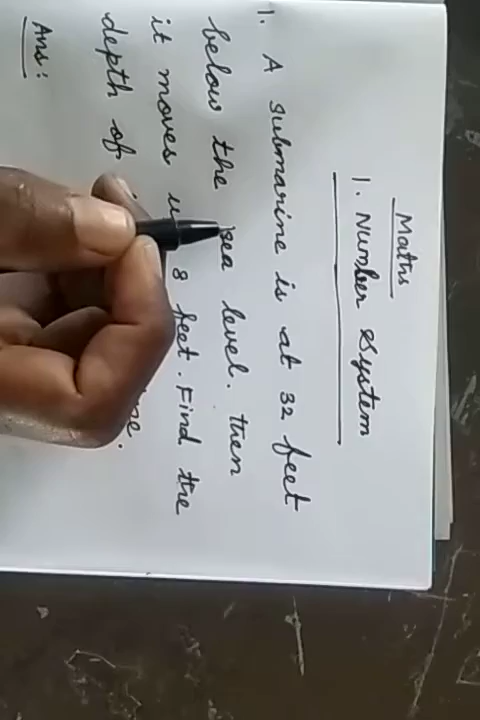 Maths
1. Number System
1. A submarine is at 32 feet
below the sea level. then
it moves 8 feet. Find the
depth of
Ans: